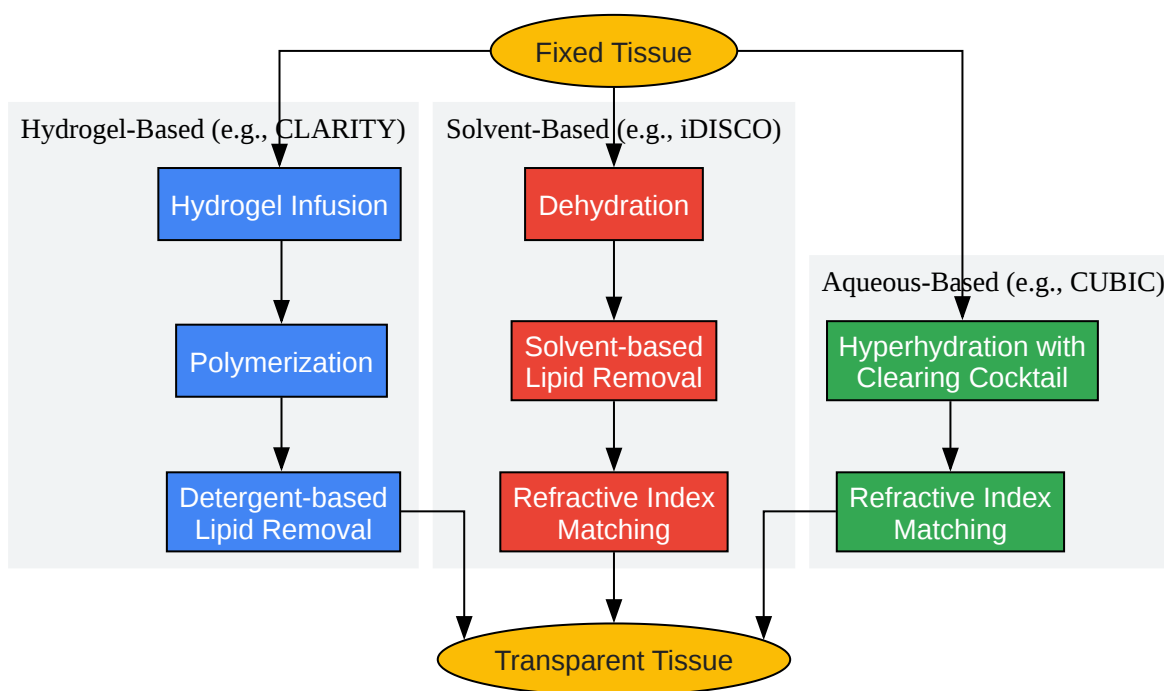 Fixed Tissue
Hydrogel-Based (e.g., CLARITY)
Hydrogel Infusion
Polymerization
Detergent-based
Lipid Removal
Solvent-Based (e.g., iDISCO)
Dehydration
Solvent-based
Lipid Removal
Refractive Index
Matching
Aqueous-Based (e.g., CUBIC)
Hyperhydration with
Clearing Cocktail
Refractive Index
Matching
Transparent Tissue